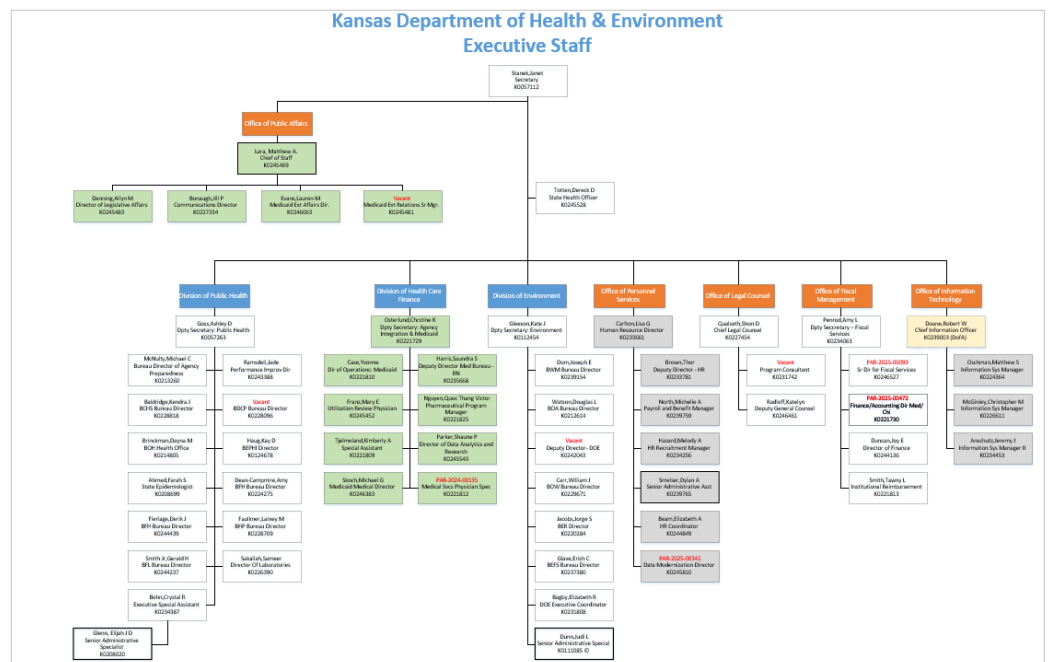 Kansas Department of Health & Environment
Executive Staff
Stanek,Janet
Secretary
K0057112
Office of Public Affairs
Lara, Matthew A.
Chief of Staff
K0245469
Denning,Allyn M
Director of Legislative Affairs
K0245483
Bonaugh,Jill P
Communications Director
K0227334
Evans,Lauren M
Medicaid Ext Affairs Dir.
K0246003
Vacant
Medicaid Ext Relations Sr Mgr.
K0245481
Totten,Dereck D
State Health Officer
K0245528
Division of Public Health
Goss,Ashley D
Dpty Secretary: Public Health
K0057263
McNulty,Michael C
Bureau Director of Agency
Preparedness
K0213260
Ramsdell,Jade
Performance Improv Dir
K0243388
Baldridge,Kendra J
BCHS Bureau Director
K0228818
Vacant
BDCP Bureau Director
K0228096
Brinckman,Dayna M
BOH Health Office
K0214805
Haug,Kay D
BEPHI Director
K0124678
Ahmed,Farah S
State Epidemiologist
K0208699
Dean-Campmire,Amy
BFH Bureau Director
K0224275
Fierlage,Derik J
BFH Bureau Director
K0244439
Faulkner,Lainey M
BHP Bureau Director
K0228709
Smith Jr,Gerald H
BFL Bureau Director
K0244237
Sakallah,Sameer
Director Of Laboratories
K0226390
Bohn,Crystal R
Executive Special Assistant
K0234387
Glenn, Elijah J D
Senior Administrative
Specialist
K0208020
Division of Health Care
Finance
Osterlund,Christine K
Dpty Secretary: Agency
Integration & Medicaid
K0221729
Case,Yvonne
Dir of Operations: Medicaid
K0221810
Harris,Saundra S
Deputy Director Med Bureau -
RN
K0235668
Franz,Mary E
Utilization Review Physician
K0245452
Nguyen,Quoc Thang Victor
Pharmaceutical Program
Manager
K0221825
Tjelmeland,Kimberly A
Special Assistant
K0221809
Parker,Shaune P
Director of Data Analytics and
Research
K0245540
Stoch,Michael G
Medicaid Medical Director
K0246383
PAR-2024-00135
Medical Svcs Physician Spec
K0221812
Division of Environment
Gleeson,Kate J
Dpty Secretary: Environment
K0112454
Dom,Joseph E
BWM Bureau Director
K0239154
Watson,Douglas L
BOA Bureau Director
K0212614
Vacant
Deputy Director- DOE
K0242043
Carr,William J
BOW Bureau Director
K0229671
Jacobs,Jorge S
BER Director
K0220284
Glave,Erich C
BEFS Bureau Director
K0237380
Bagby,Elizabeth R
DOE Executive Coordinator
K0231808
Dunn,Judi L
Senior Administrative Special
K0111085 ID
Office of Personnel
Services
Carlton,Lisa G
Human Resource Director
K0233661
Brown,Thor
Deputy Director - HR
K0233781
North,Michelle A
Payroll and Benefit Manager
K0239759
Hazard,Melody A
HR Recruitment Manager
K0234256
Smelser,Dylan A
Senior Administrative Asst
K0239765
Beam,Elizabeth A
HR Coordinator
K0244849
PAR-2025-00342
Data Modernization Director
K0245810
Office of Legal Counsel
Qualseth,Shon D
Chief Legal Counsel
K0227454
Vacant
Program Consultant
K0231742
Radloff,Katelyn
Deputy General Counsel
K0246461
Office of Fiscal
Management
Penrod,Amy L
Dpty Secretary – Fiscal
Services
K0234063
PAR-2025-00093
Sr Dir for Fiscal Services
K0246527
PAR-2025-00472
Finance/Accounting Dir Med/
Chi
K0221730
Duncan,Joy E
Director of Finance
K0244136
Smith,Tawny L
Institutional Reimbursement
K0221813
Office of Information
Technology
Doane,Robert W
Chief Information Officer
K0239003 (DofA)
Oachman,Matthew S
Information Sys Manager
K0224364
McGinley,Christopher M
Information Sys Manager
K0226611
Anschutz,Jeremy J
Information Sys Manager II
K0234453